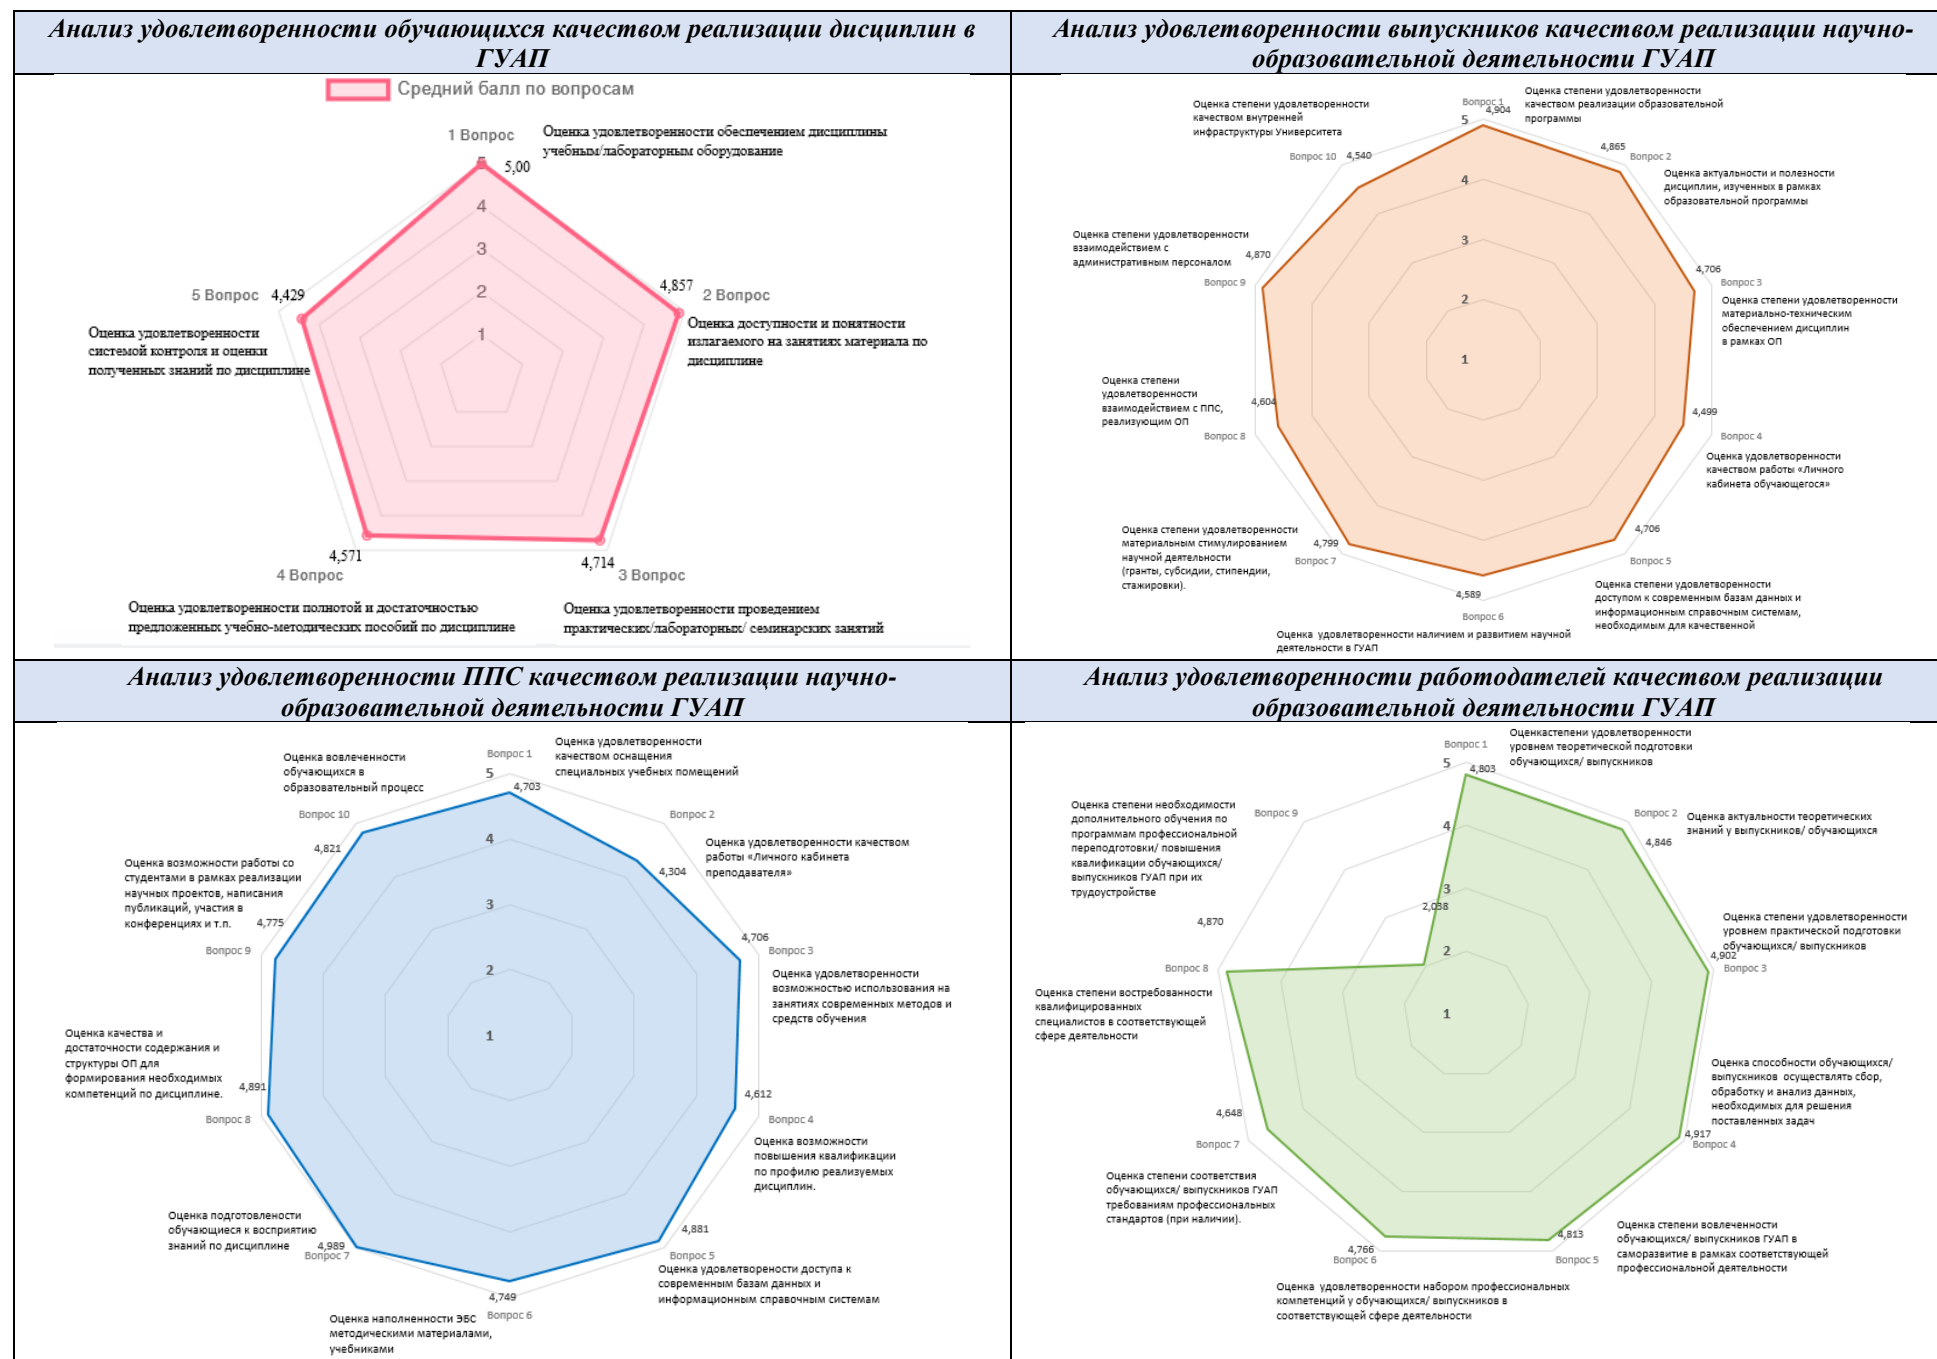 Анализ удовлетворенности обучающихся качеством реализации дисциплин в
ГУАП
Средний балл по вопросам
1 Вопрос
Оценка удовлетворенности обеспечением дисциплины
учебным/лабораторным оборудование
5
5,00
4
3
2
1
5 Вопрос
4,429
Оценка удовлетворенности
системой контроля и оценки
полученных знаний по дисциплине
4,857
2 Вопрос
Оценка доступности и понятности
излагаемого на занятиях материала по
дисциплине
4,571
4 Вопрос
4,714
3 Вопрос
Оценка удовлетворенности полнотой и достаточностью
предложенных учебно-методических пособий по дисциплине
Оценка удовлетворенности проведением
практических/лабораторных/ семинарских занятий
Анализ удовлетворенности выпускников качеством реализации научно-
образовательной деятельности ГУАП
Вопрос 1
4,904
Оценка степени удовлетворенности
качеством реализации образовательной
программы
Оценка степени удовлетворенности
качеством внутренней
инфраструктуры Университета
Вопрос 10
4,540
5
4
3
2
1
4,865
Вопрос 2
Оценка актуальности и полезности
дисциплин, изученных в рамках
образовательной программы
Оценка степени удовлетворенности
взаимодействием с
административным персоналом
4,870
Вопрос 9
4,706
Вопрос 3
Оценка степени удовлетворенности
материально-техническим
обеспечением дисциплин
в рамках ОП
Оценка степени
удовлетворенности
взаимодействием с ППС,
реализующим ОП
4,604
Вопрос 8
4,499
Вопрос 4
Оценка удовлетворенности
качеством работы «Личного
кабинета обучающегося»
Оценка степени удовлетворенности
материальным стимулированием
научной деятельности
(гранты, субсидии, стипендии,
стажировки).
4,799
Вопрос 7
4,706
Вопрос 5
Оценка степени удовлетворенности
доступом к современным базам данных и
информационным справочным системам,
необходимым для качественной
4,589
Вопрос 6
Оценка удовлетворенности наличием и развитием научной
деятельности в ГУАП
Анализ удовлетворенности ППС качеством реализации научно-
образовательной деятельности ГУАП
Вопрос 1
Оценка удовлетворенности
качеством оснащения
специальных учебных помещений
5
4,703
4
3
2
1
Оценка вовлеченности
обучающихся в
образовательный процесс
Вопрос 10
4,821
Вопрос 2
Оценка удовлетворенности качеством
работы «Личного кабинета
преподавателя»
4,304
Оценка возможности работы со
студентами в рамках реализации
научных проектов, написания
публикаций, участия в
конференциях и т.п.
4,775
Вопрос 9
4,706
Вопрос 3
Оценка удовлетворенности
возможностью использования на
занятиях современных методов и
средств обучения
Оценка качества и
достаточности содержания и
структуры ОП для
формирования необходимых
компетенций по дисциплине.
4,891
Вопрос 8
4,612
Вопрос 4
Оценка возможности
повышения квалификации
по профилю реализуемых
дисциплин.
Оценка подготовлености
обучающиеся к восприятию
знаний по дисциплине
4,989
Вопрос 7
4,881
Вопрос 5
Оценка удовлетворености доступа к
современным базам данных и
информационным справочным системам
4,749
Вопрос 6
Оценка наполненности ЭБС
методическими материалами,
учебниками
Анализ удовлетворенности работодателей качеством реализации
образовательной деятельности ГУАП
Вопрос 1
Оценкастепени удовлетворенности
уровнем теоретической подготовки
обучающихся/ выпускников
5
4,803
4
3
2
1
Оценка степени необходимости
дополнительного обучения по
программам профессиональной
переподготовки/ повышения
квалификации обучающихся/
выпускников ГУАП при их
трудоустройстве
Вопрос 9
2,038
Вопрос 2
4,846
Оценка актуальности теоретических
знаний у выпускников/ обучающихся
4,870
Вопрос 8
Оценка степени востребованности
квалифицированных
специалистов в соответствующей
сфере деятельности
Оценка степени удовлетворенности
уровнем практической подготовки
обучающихся/ выпускников
4,902
Вопрос 3
Оценка способности обучающихся/
выпускников осуществлять сбор,
обработку и анализ данных,
необходимых для решения
поставленных задач
4,917
Вопрос 4
4,648
Вопрос 7
Оценка степени соответствия
обучающихся/ выпускников ГУАП
требованиям профессиональных
стандартов (при наличии).
4,813
Вопрос 5
Оценка степени вовлеченности
обучающихся/ выпускников ГУАП в
саморазвитие в рамках соответствующей
профессиональной деятельности
4,766
Вопрос 6
Оценка удовлетворенности набором профессиональных
компетенций у обучающихся/ выпускников в
соответствующей сфере деятельности